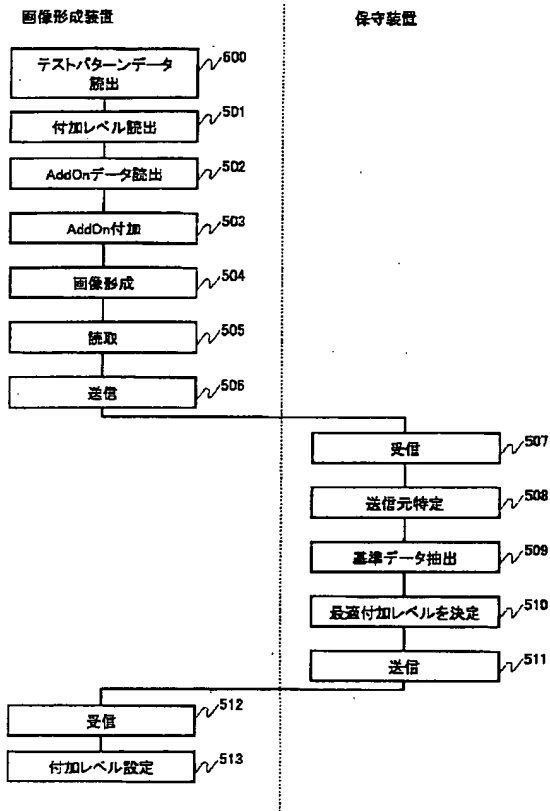 画像形成装置
保守装置
テストパターンデータ
読出
500
付加レベル読出
501
AddOnデータ読出
502
AddOn付加
503
画像形成
504
読取
505
送信
506
受信
507
送信元特定
508
基準データ抽出
509
最適付加レベルを決定
510
送信
511
受信
512
付加レベル設定
513